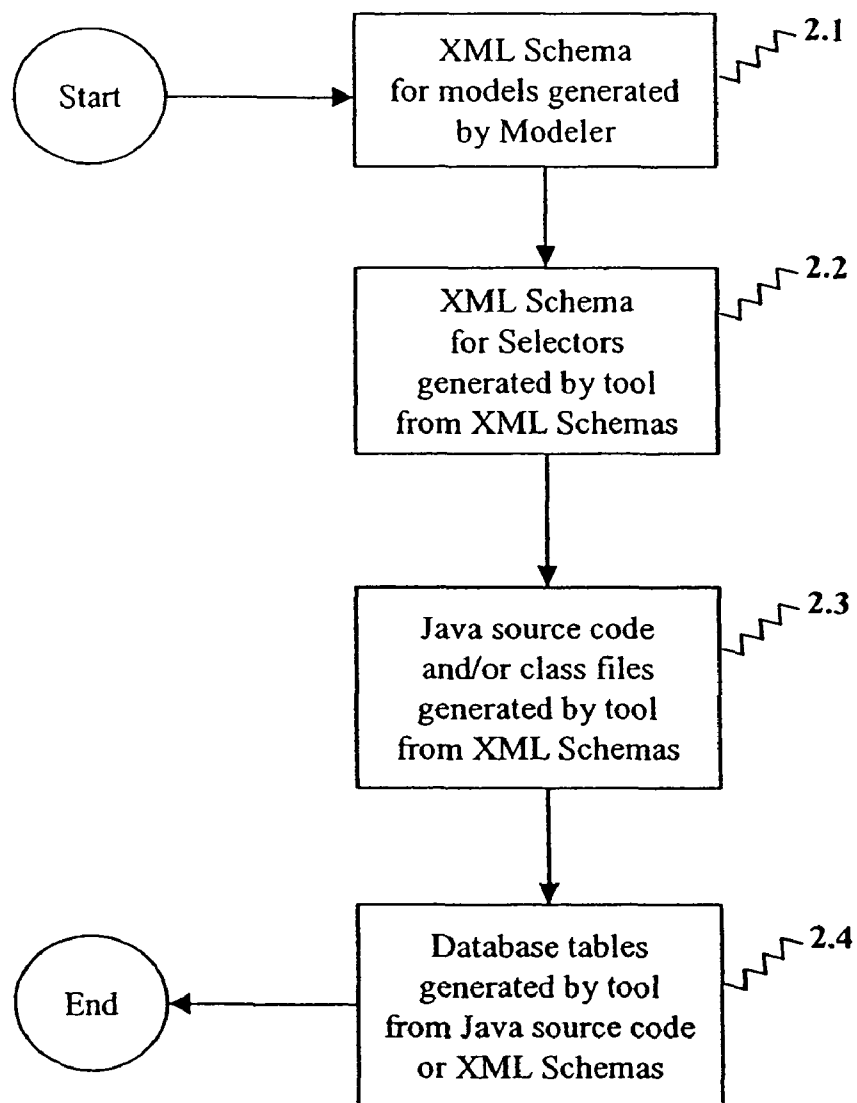 Start
XML Schema
for models generated
by Modeler
2.1
XML Schema
for Selectors
generated by tool
from XML Schemas
2.2
Java source code
and/or class files
generated by tool
from XML Schemas
2.3
Database tables
generated by tool
from Java source code
or XML Schemas
2.4
End